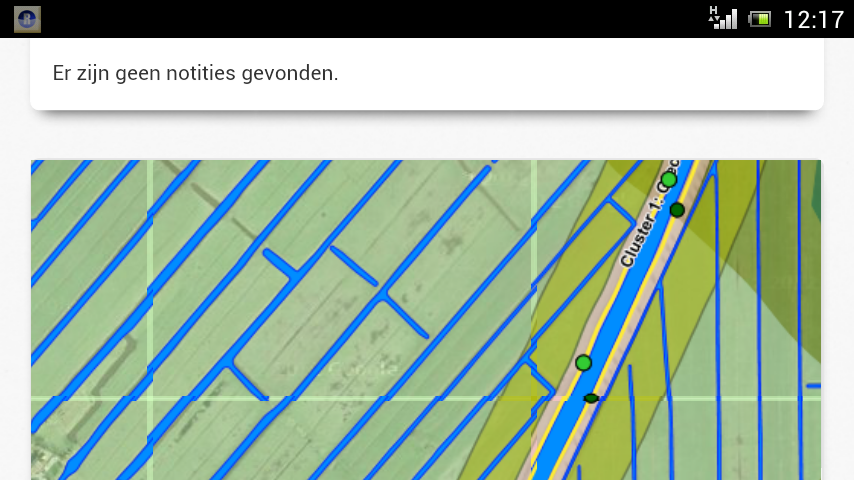 H
12:17
Er zijn geen notities gevonden.
Cluster 1: